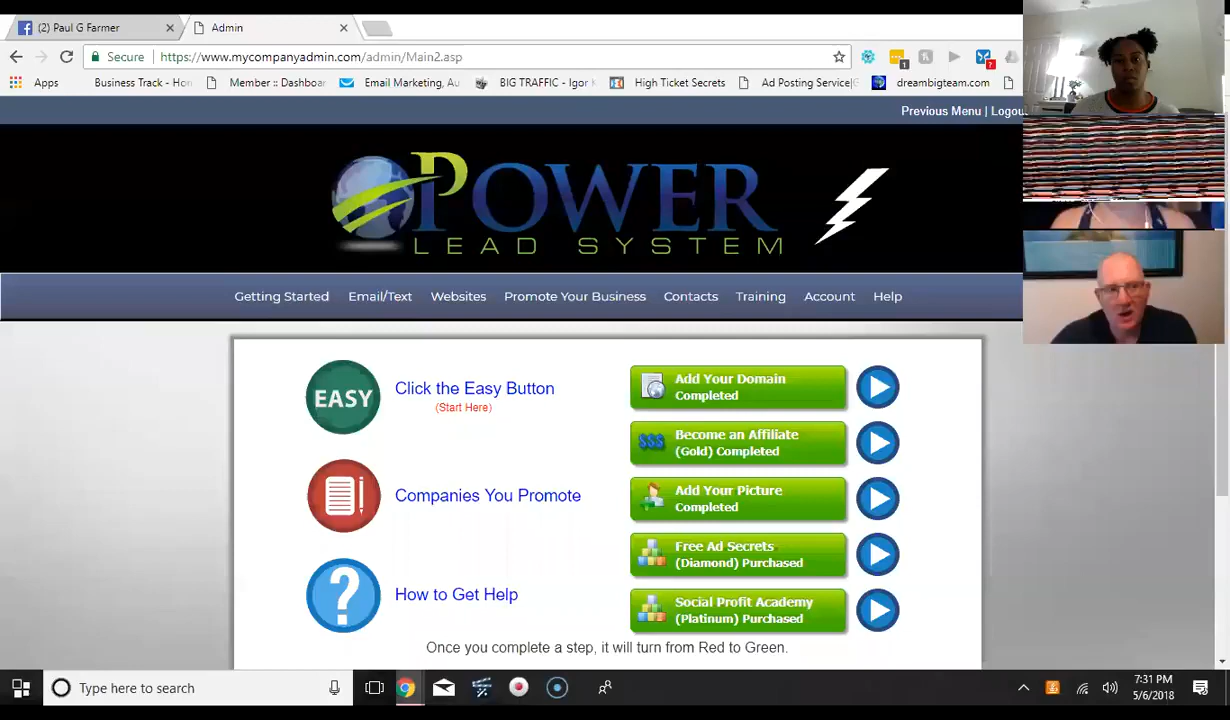 (2) Paul G Farmer
Admin
Secure
https://www.mycompanyadmin.com/admin/Main2.asp
Apps
Business Track - Hon
Member :: Dashboar
Email Marketing, Au
BIG TRAFFIC - Igor K
High Ticket Secrets
Ad Posting Service|G
dreambigteam.com
Previous Menu | Logou
POWER
LEAD SYSTEM
Getting Started
Email/Text
Websites
Promote Your Business
Contacts
Training
Account
Help
EASY
Click the Easy Button
(Start Here)
Companies You Promote
How to Get Help
Add Your Domain
Completed
Become an Affiliate
(Gold) Completed
Add Your Picture
Completed
Free Ad Secrets
(Diamond) Purchased
Social Profit Academy
(Platinum) Purchased
Once you complete a step, it will turn from Red to Green.
Type here to search
7:31 PM
5/6/2018